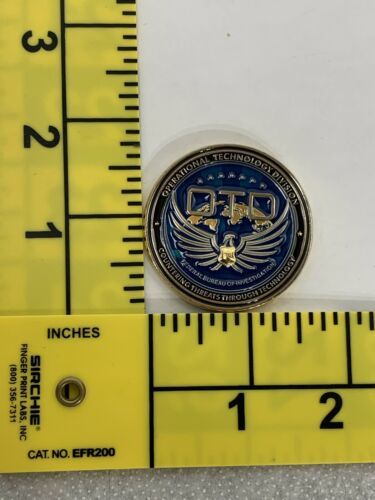 3
2
1
OPERATIONAL TECHNOLOGY DIVISION
OTD
FEDERAL BUREAU OF INVESTIGATION
COUNTERING THREATS THROUGH TECHNOLOGY
INCHES
SIRCHIE®
FINGER PRINT LABS, INC
(800) 356-7311
CAT. NO. EFR200
1 2